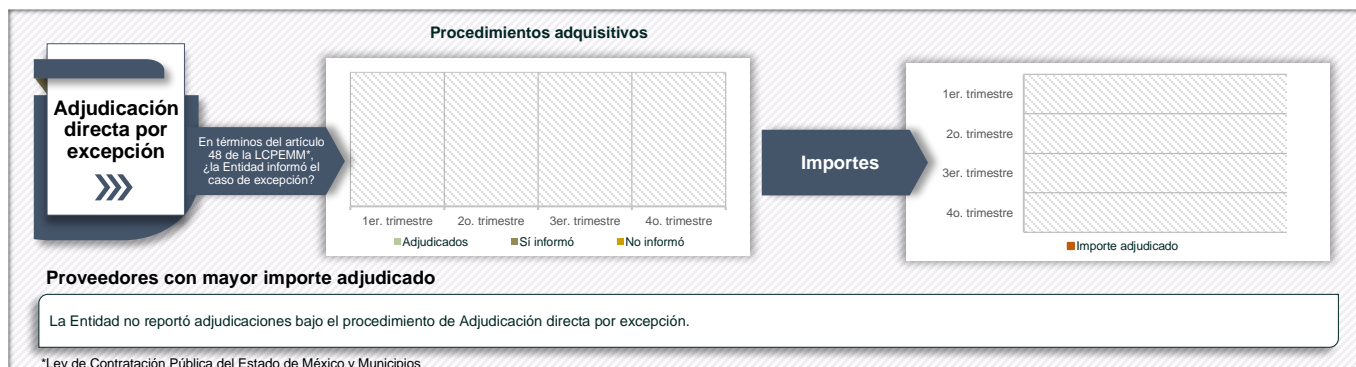 Procedimientos adquisitivos
Adjudicación
directa por
excepción
En términos del artículo
48 de la LCPEMM*,
¿la Entidad informó el
caso de excepción?
1er. trimestre
2o. trimestre
3er. trimestre
4o. trimestre
Adjudicados
Sí informó
No informó
Importes
1er. trimestre
2o. trimestre
3er. trimestre
4o. trimestre
Importe adjudicado
Proveedores con mayor importe adjudicado
La Entidad no reportó adjudicaciones bajo el procedimiento de Adjudicación directa por excepción.
*Ley de Contratación Pública del Estado de México y Municipios